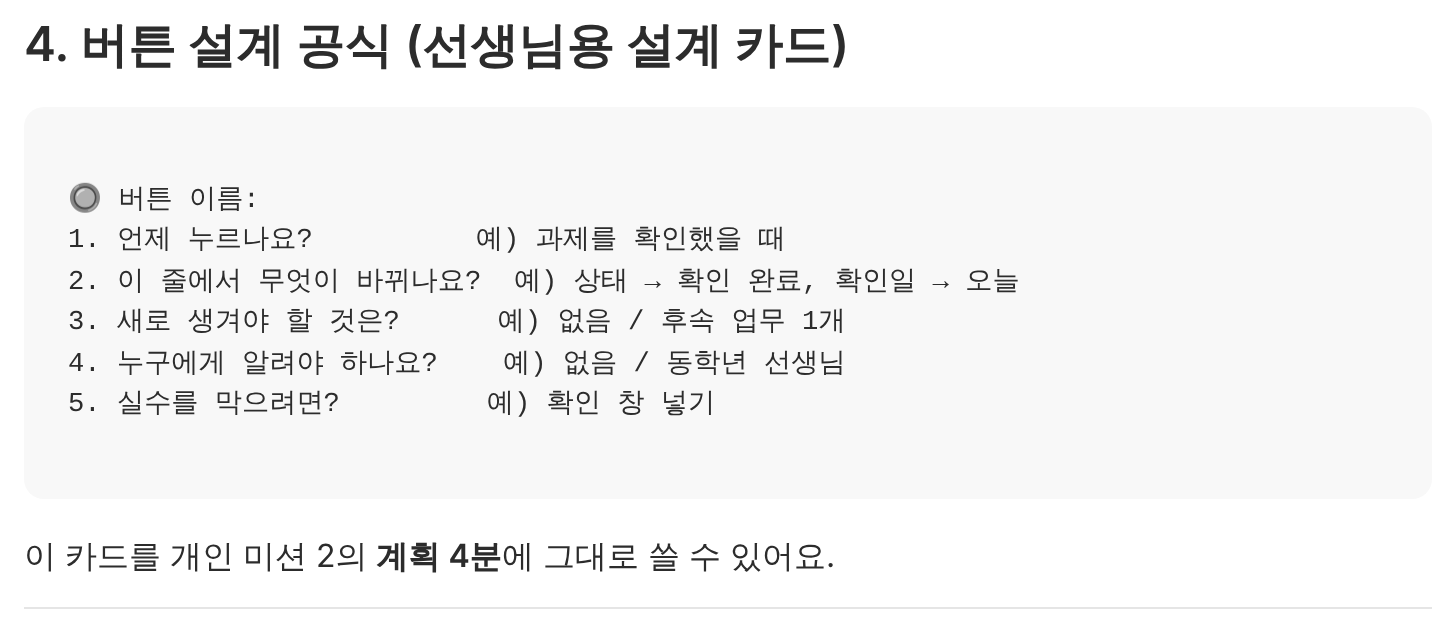 4. 버튼 설계 공식 (선생님용 설계 카드)
🔘 버튼 이름:
1. 언제 누르나요?          예) 과제를 확인했을 때
2. 이 줄에서 무엇이 바뀌나요?  예) 상태 → 확인 완료, 확인일 → 오늘
3. 새로 생겨야 할 것은?      예) 없음 / 후속 업무 1개
4. 누구에게 알려야 하나요?    예) 없음 / 동학년 선생님
5. 실수를 막으려면?         예) 확인 창 넣기
이 카드를 개인 미션 2의 계획 4분에 그대로 쓸 수 있어요.